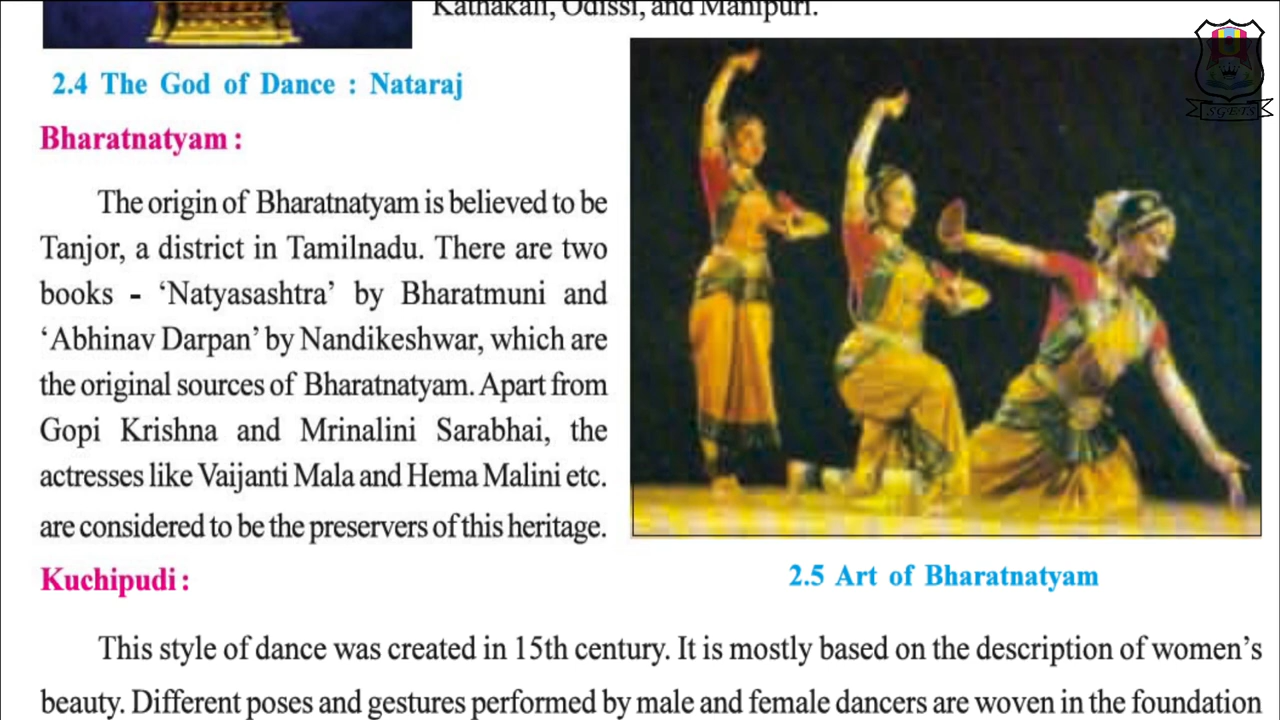 Kathakali, Odissi, and Manipuri.
2.4 The God of Dance : Nataraj
Bharatnatyam :
The origin of Bharatnatyam is believed to be
Tanjor, a district in Tamilnadu. There are two
books - ‘Natyasashtra’ by Bharatmuni and
‘Abhinav Darpan’ by Nandikeshwar, which are
the original sources of Bharatnatyam. Apart from
Gopi Krishna and Mrinalini Sarabhai, the
actresses like Vaijanti Mala and Hema Malini etc.
are considered to be the preservers of this heritage.
SGETS
2.5 Art of Bharatnatyam
Kuchipudi :
This style of dance was created in 15th century. It is mostly based on the description of women’s
beauty. Different poses and gestures performed by male and female dancers are woven in the foundation